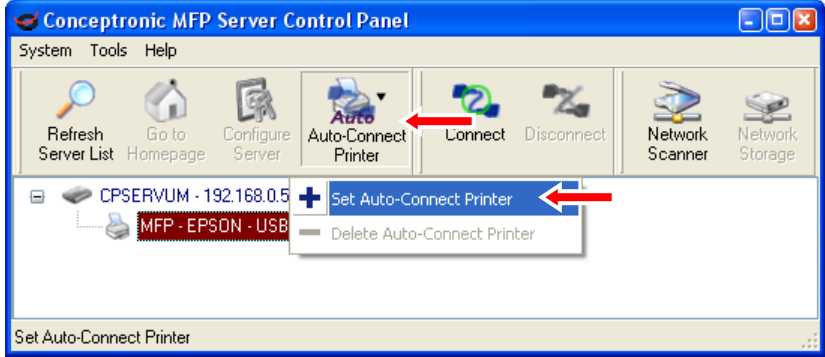 Conceptronic MFP Server Control Panel
System Tools Help
Refresh Server List
Go to Homepage
Configure Server
Auto
Auto-Connect Printer
Connect
Disconnect
Network Scanner
Network Storage
CPSERVUM - 192.168.0.5
MFP - EPSON - USB
Set Auto-Connect Printer
Delete Auto-Connect Printer
Set Auto-Connect Printer